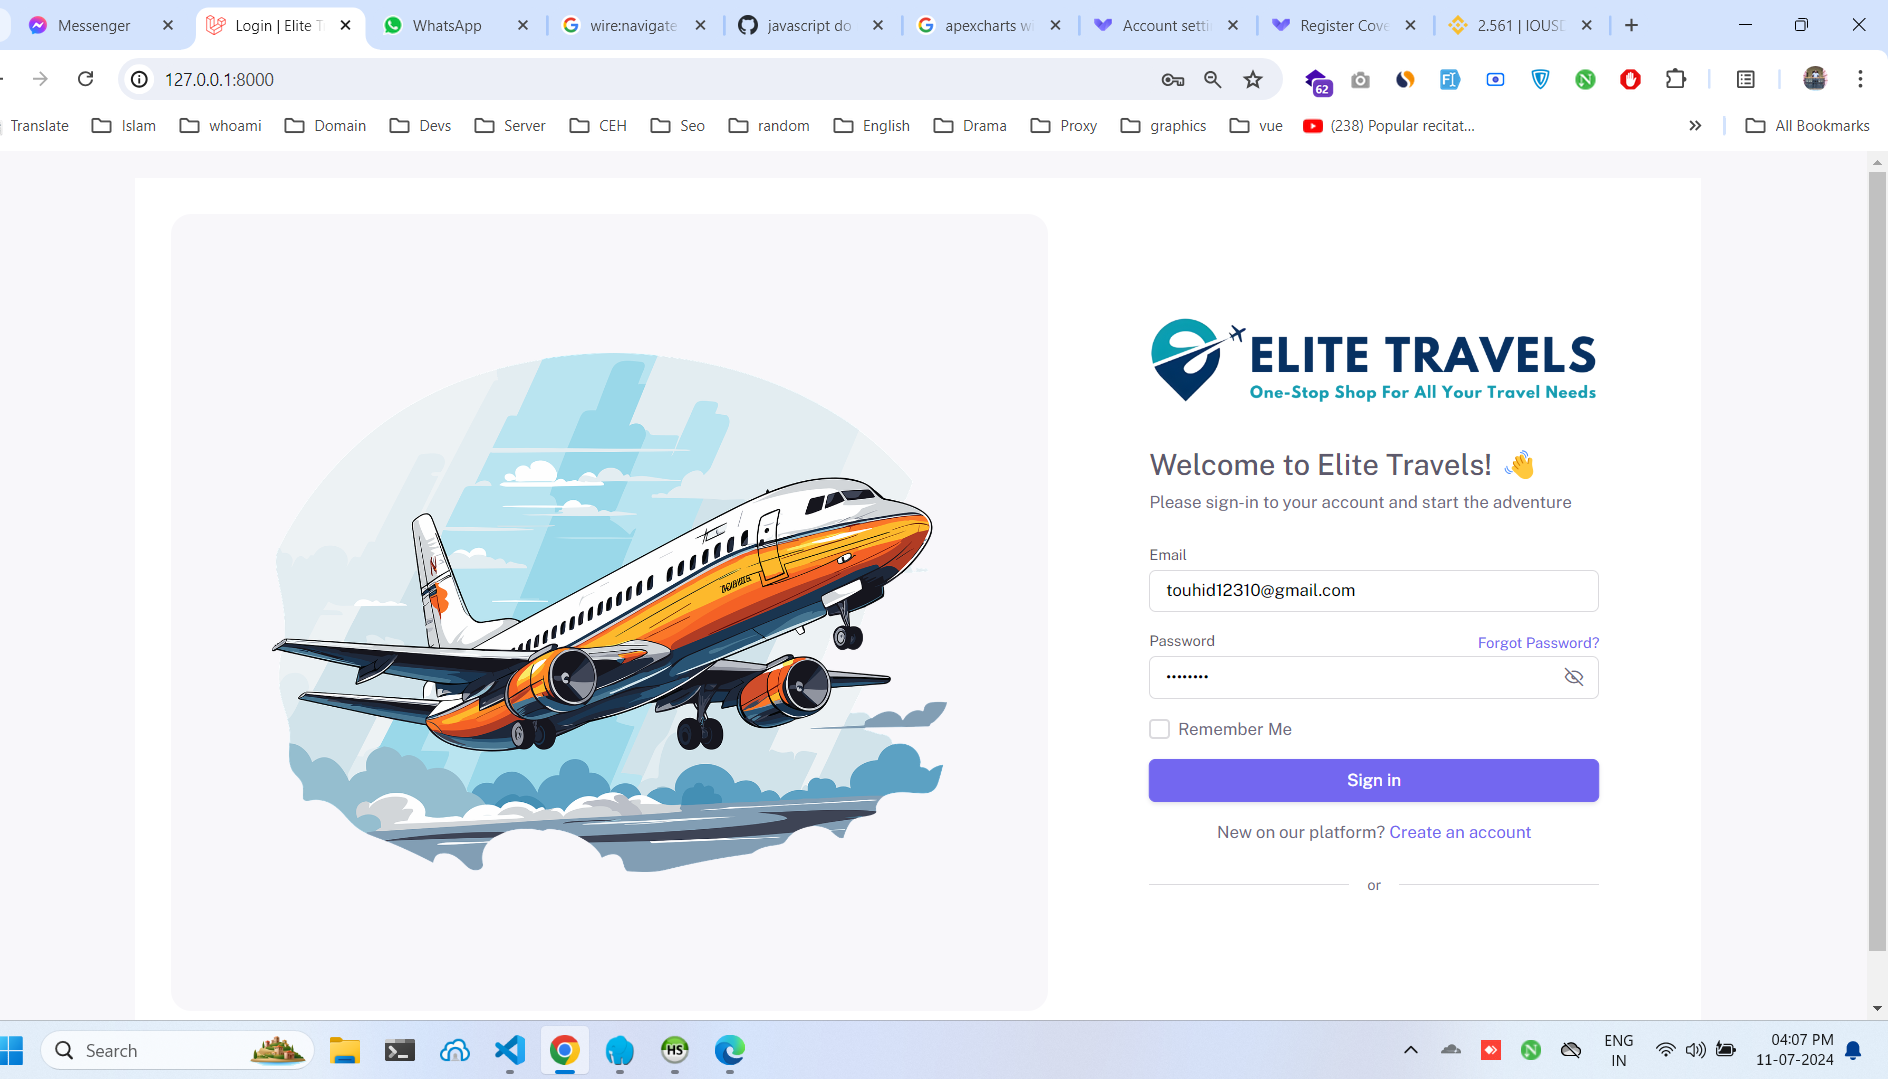 Messenger
Login | Elite T
WhatsApp
wire:navigate
javascript do
apexcharts wi
Account setti
Register Cove
2.561 | IOUSD
127.0.0.1:8000
62
Translate
Islam
whoami
Domain
Devs
Server
CEH
Seo
random
English
Drama
Proxy
graphics
vue
(238) Popular recitat...
All Bookmarks
ELITE TRAVELS
One-Stop Shop For All Your Travel Needs
Welcome to Elite Travels! 👋
Please sign-in to your account and start the adventure
Email
touhid12310@gmail.com
Password
Forgot Password?
••••••••
Remember Me
Sign in
New on our platform? Create an account
or
Search
HS
ENG
IN
04:07 PM
11-07-2024